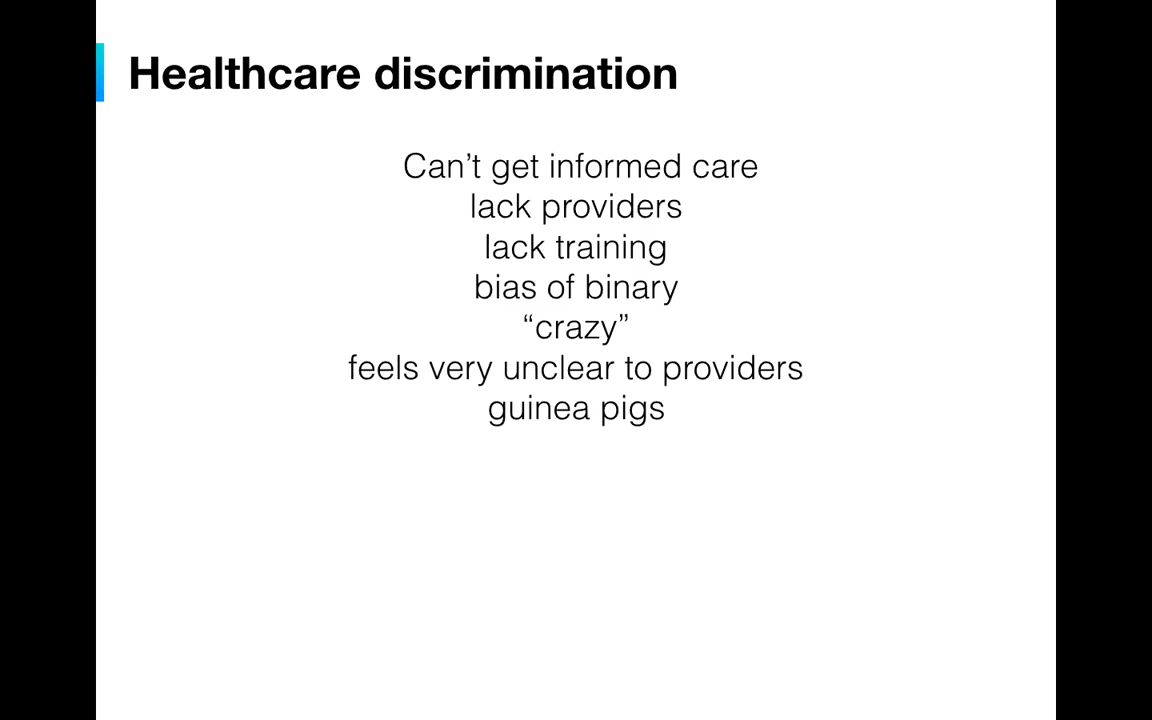 Healthcare discrimination
Can’t get informed care
lack providers
lack training
bias of binary
“crazy”
feels very unclear to providers
guinea pigs